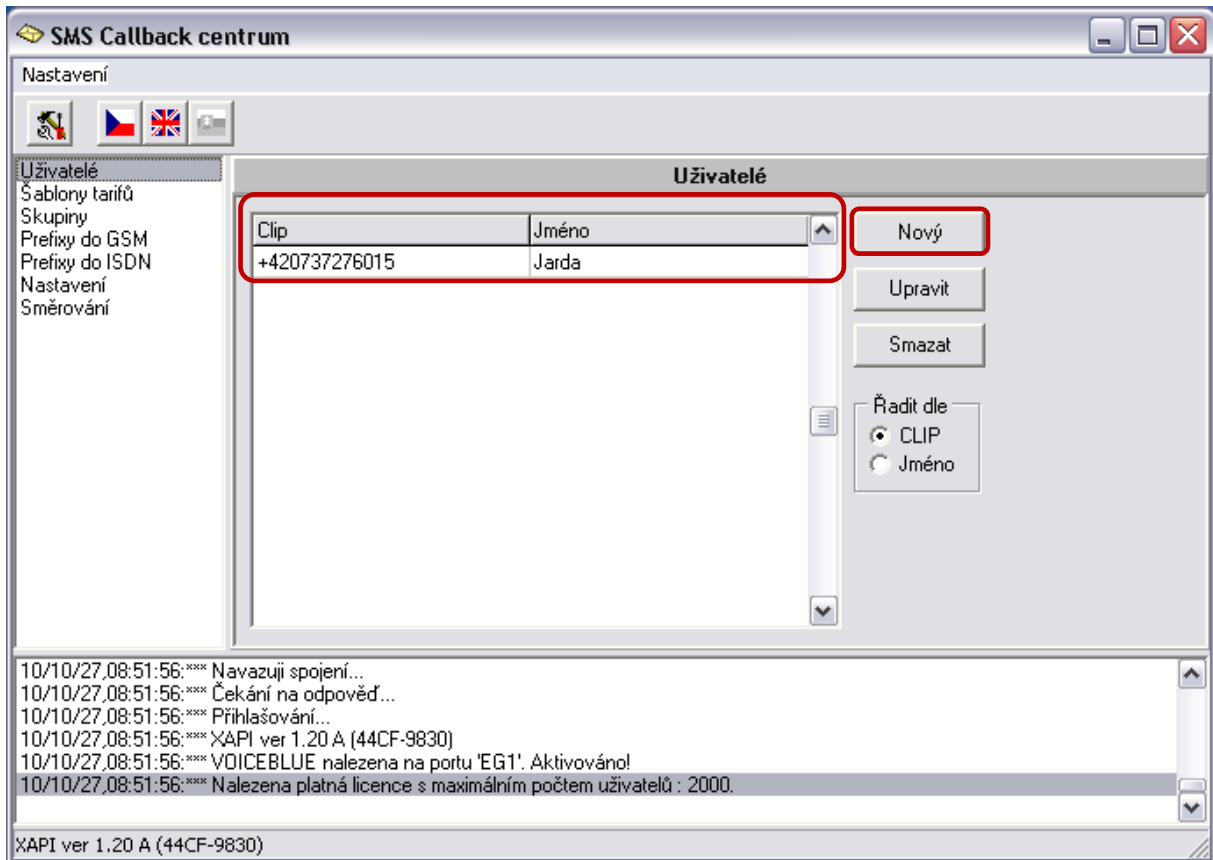 SMS Callback centrum
Nastavení
Uživatelé
Šablony tarifů
Skupiny
Prefixy do GSM
Prefixy do ISDN
Nastavení
Směrování
Uživatelé
Clip Jméno
+420737276015 Jarda
Nový
Upravit
Smazat
Řadit dle
CLIP
Jméno
10/10/27,08:51:56:*** Navazuji spojení...
10/10/27,08:51:56:*** Čekání na odpověď...
10/10/27,08:51:56:*** Přihlašování...
10/10/27,08:51:56:*** XAPI ver 1.20 A (44CF-9830)
10/10/27,08:51:56:*** VOICEBLUE nalezena na portu 'EG1'. Aktivováno!
10/10/27,08:51:56:*** Nalezena platná licence s maximálním počtem uživatelů : 2000.
XAPI ver 1.20 A (44CF-9830)